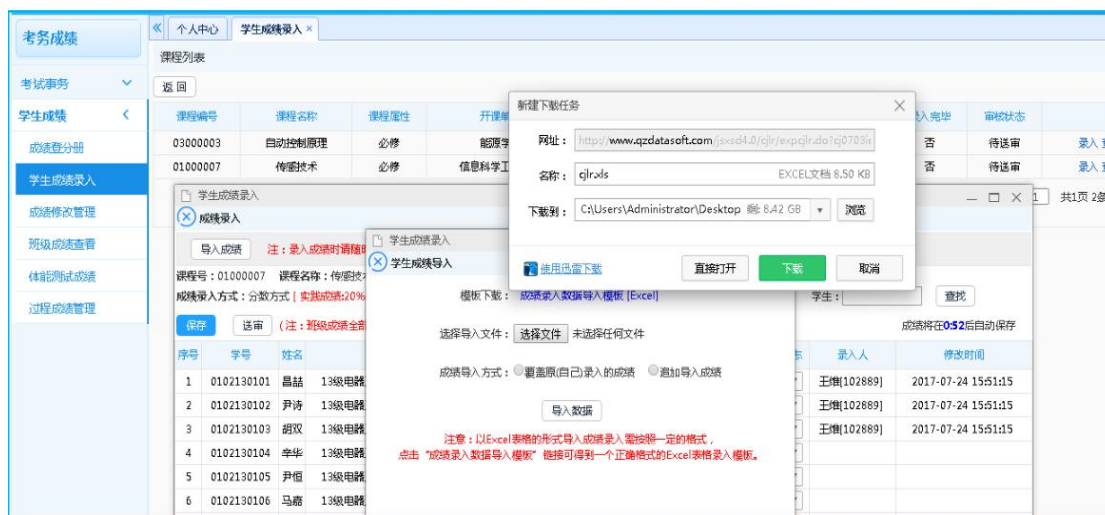 考务成绩
考试事务
学生成绩
成绩登分册
学生成绩录入
成绩修改管理
班级成绩查看
体能测试成绩
过程成绩管理
个人中心 学生成绩录入 ×
课程列表
返 回
课程编号 课程名称 课程属性 开课单 录入完毕 审核状态
03000003 自动控制原理 必修 能源学 否 待送审 录入
01000007 传感技术 必修 信息科学工 否 待送审 录入
1 共1页 2条
新建下载任务
网址： http://www.qzdatasoft.com/jsxsd4.0/cjlr/expcjlr.do?cj0703i
名称： cjlr.xls EXCEL文档 8.50 KB
下载到： C:\Users\Administrator\Desktop 剩: 8.42 GB 浏览
使用迅雷下载 直接打开 下载 取消
学生成绩录入
成绩录入
导入成绩 注：录入成绩时请随时
课程号：01000007 课程名称：传感技术
成绩录入方式：分数方式 [ 实践成绩:20% 学生： 查找
保存 送审 (注：班级成绩全部 成绩将在0:52后自动保存
序号 学号 姓名 录入人 修改时间
1 0102130101 昌喆 13级电器 王维[102889] 2017-07-24 15:51:15
2 0102130102 尹诗 13级电器 王维[102889] 2017-07-24 15:51:15
3 0102130103 胡双 13级电器 王维[102889] 2017-07-24 15:51:15
4 0102130104 辛华 13级电器
5 0102130105 尹恒 13级电器
6 0102130106 马嘉 13级电器
学生成绩录入
学生成绩导入
模板下载： 成绩录入数据导入模板 [Excel]
选择导入文件： 选择文件 未选择任何文件
成绩导入方式： 覆盖原(自己)录入的成绩 追加导入成绩
导入数据
注意：以Excel表格的形式导入成绩录入需按照一定的格式，
点击“成绩录入数据导入模板”链接可得到一个正确格式的Excel表格录入模板。